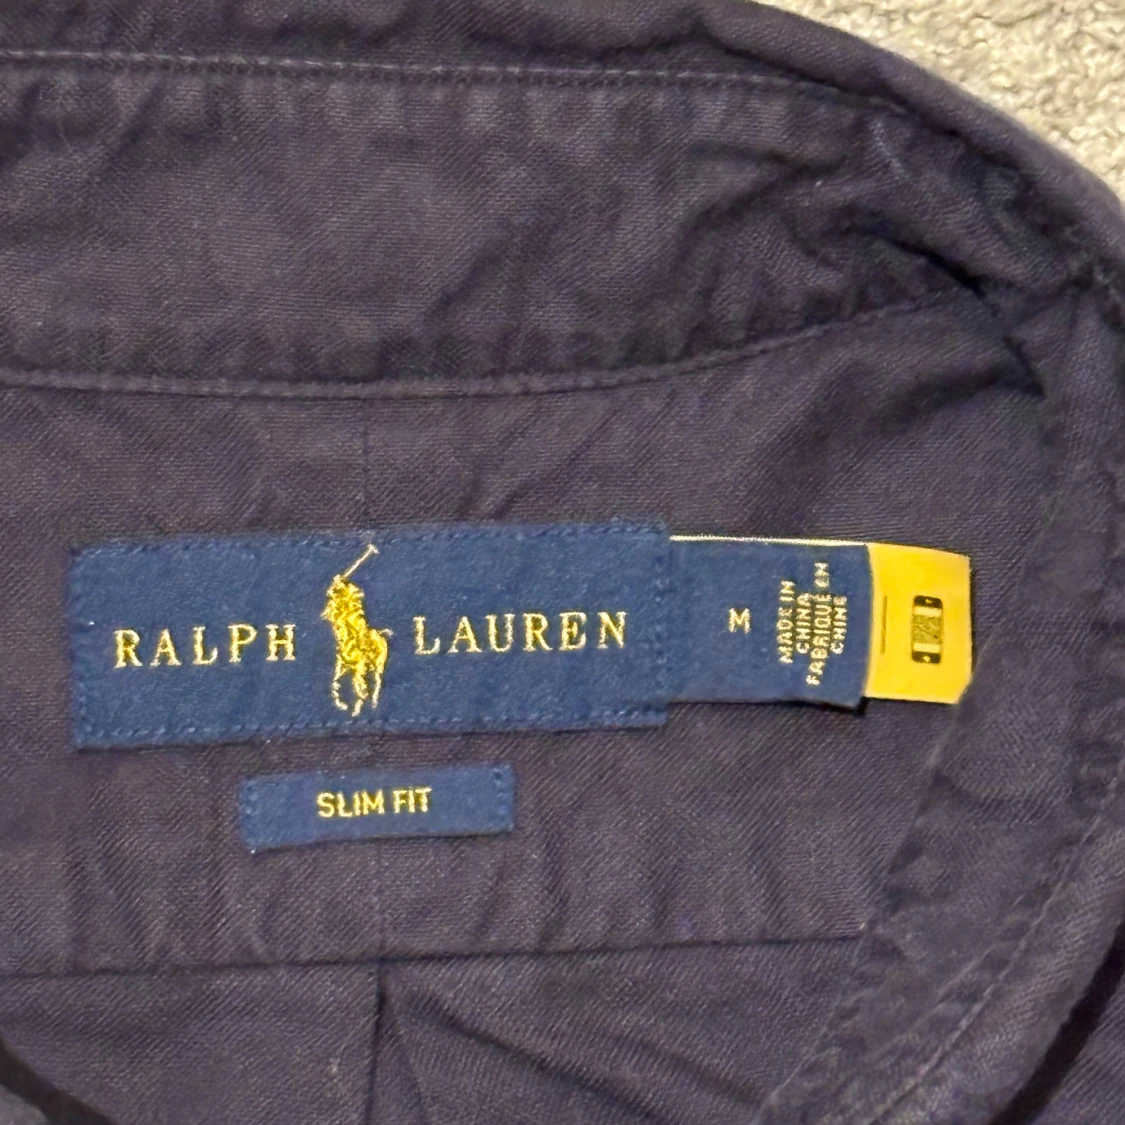 RALPH LAUREN
M
MADE IN
CHINA
FABRIQUÉ EN
CHINE
SLIM FIT